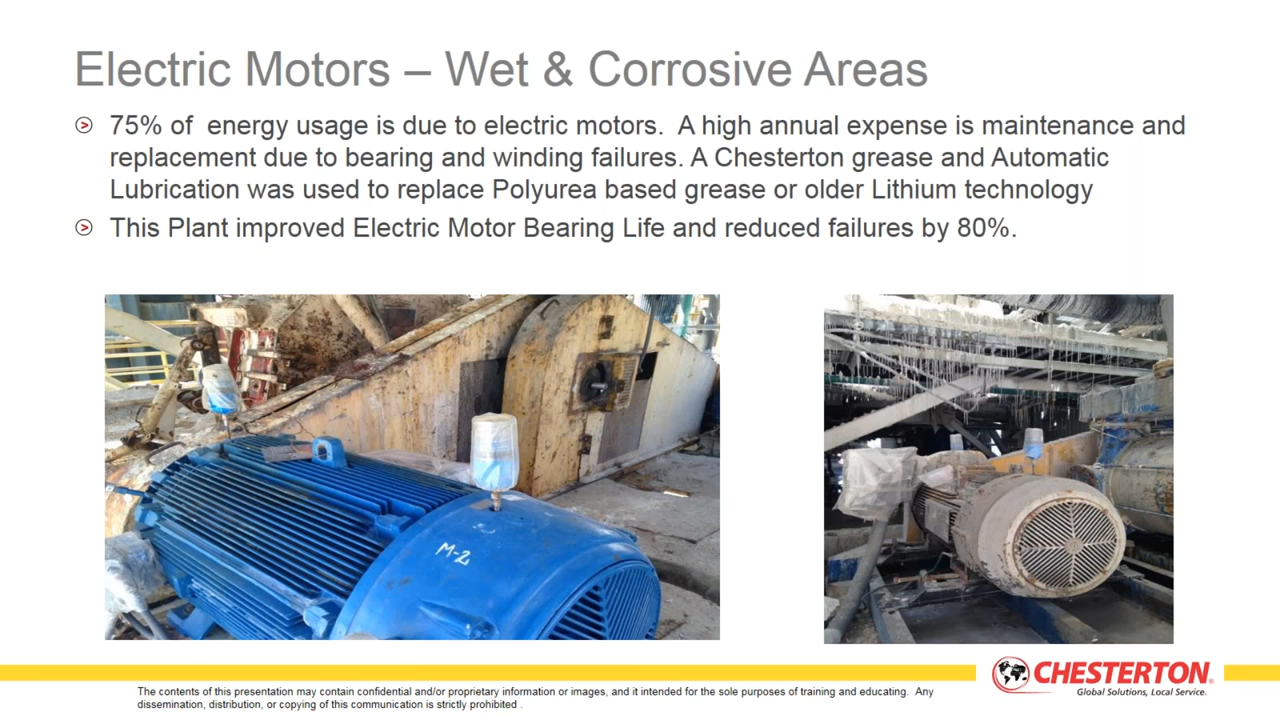 Electric Motors – Wet & Corrosive Areas
75% of energy usage is due to electric motors. A high annual expense is maintenance and
replacement due to bearing and winding failures. A Chesterton grease and Automatic
Lubrication was used to replace Polyurea based grease or older Lithium technology
This Plant improved Electric Motor Bearing Life and reduced failures by 80%.
M-2
CHESTERTON®
Global Solutions, Local Service.
The contents of this presentation may contain confidential and/or proprietary information or images, and it intended for the sole purposes of training and educating. Any
dissemination, distribution, or copying of this communication is strictly prohibited .